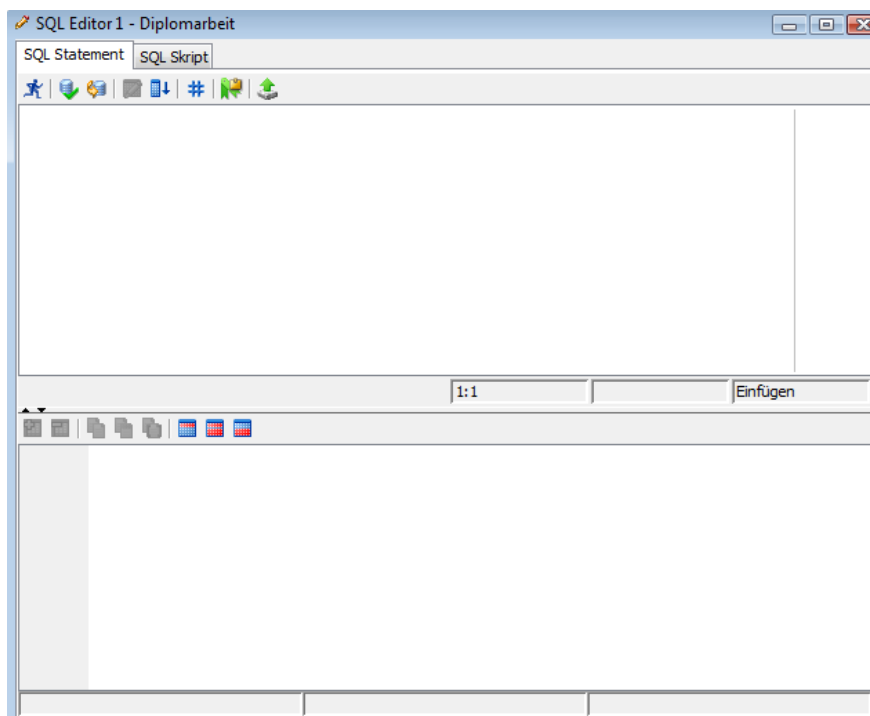 SQL Editor 1 - Diplomarbeit
SQL Statement SQL Skript
1:1 Einfügen